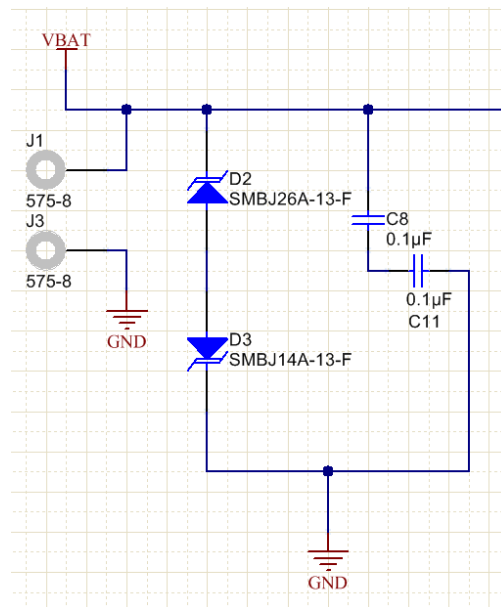 VBAT
J1
575-8
J3
575-8
GND
D2
SMBJ26A-13-F
D3
SMBJ14A-13-F
C8
0.1µF
0.1µF
C11
GND